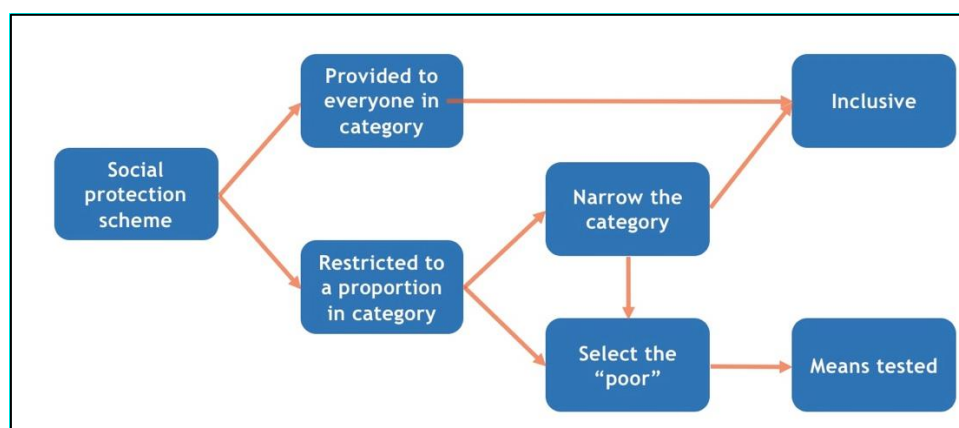 Social
protection
scheme
Provided to
everyone in
category
Restricted to
a proportion
in category
Narrow the
category
Select the
“poor”
Inclusive
Means tested